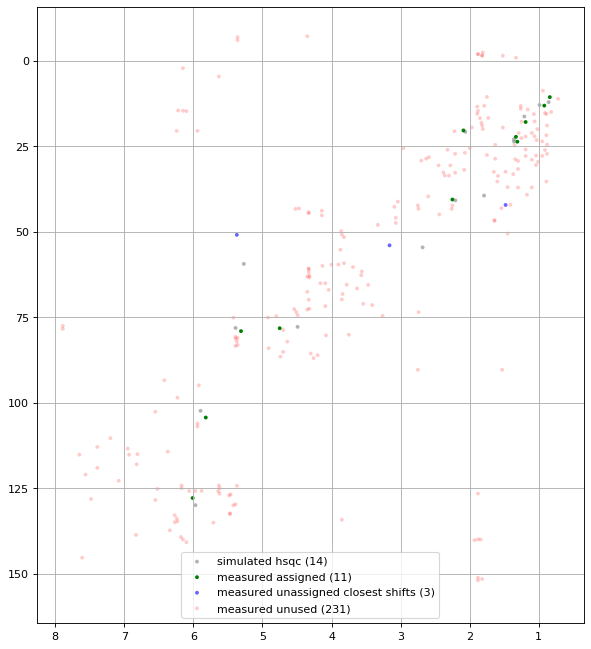 0
25
50
75
100
125
150
simulated hsqc (14)
measured assigned (11)
measured unassigned closest shifts (3)
measured unused (231)
8 7 6 5 4 3 2 1